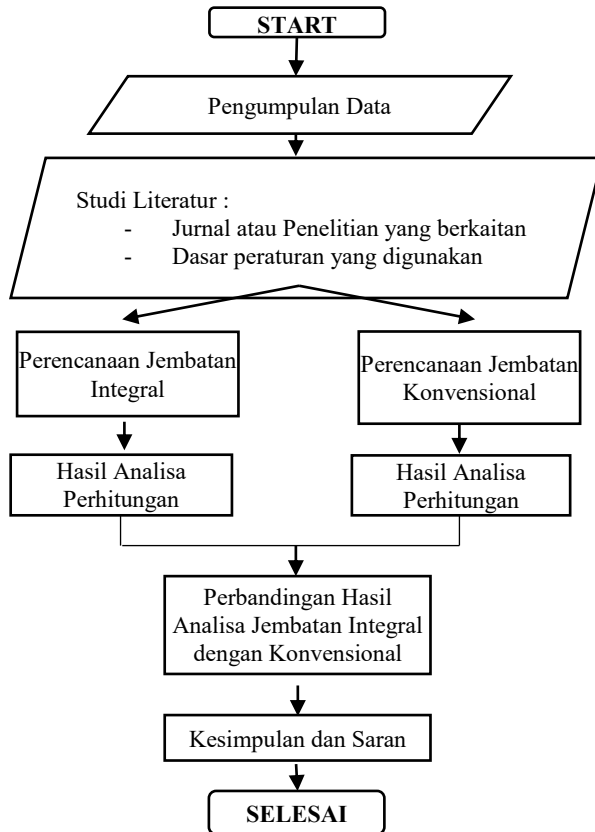 START
Pengumpulan Data
Studi Literatur :
- Jurnal atau Penelitian yang berkaitan
- Dasar peraturan yang digunakan
Perencanaan Jembatan
Integral
Perencanaan Jembatan
Konvensional
Hasil Analisa
Perhitungan
Hasil Analisa
Perhitungan
Perbandingan Hasil
Analisa Jembatan Integral
dengan Konvensional
Kesimpulan dan Saran
SELESAI